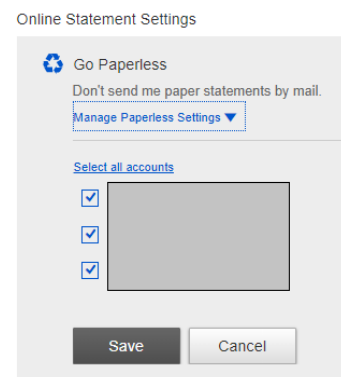 Online Statement Settings
Go Paperless
Don't send me paper statements by mail.
Manage Paperless Settings ▼
Select all accounts
Save Cancel